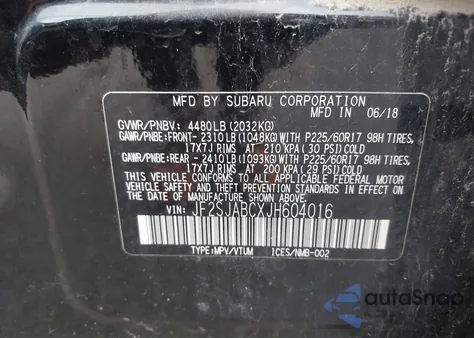 MFD BY SUBARU CORPORATION
IN 06/18
GVWR/PNBV: 4480LB(2032KG)
GAWR/PNBE:FRONT- 2310LB(1048KG)WITH P225/60R17 98H TIRES,
17X7J RIMS AT 210 KPA(30 PSI)COLD
GAWR/PNBE:REAR - 2410LB(1093KG)WITH P225/60R17 98H TIRES,
17X7J RIMS AT 200 KPA(29 PSI)COLD
THIS VEHICLE CONFORMS TO ALL APPLICABLE FEDERAL MOTOR
VEHICLE SAFETY AND THEFT PREVENTION STANDARDS IN EFFECT
ON THE DATE OF MANUFACTURE SHOWN ABOVE.
VIN: JF2SJABCXJH604016
TYPE:MPV/VTUM ICES/NMB-002
autoSnap